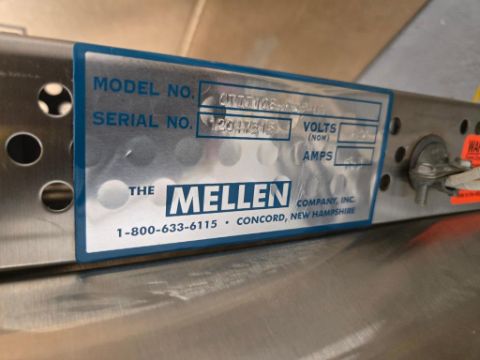 MODEL NO.
SERIAL NO.
VOLTS
(NOM)
AMPS
THE MELLEN COMPANY, INC.
1-800-633-6115 • CONCORD, NEW HAMPSHIRE